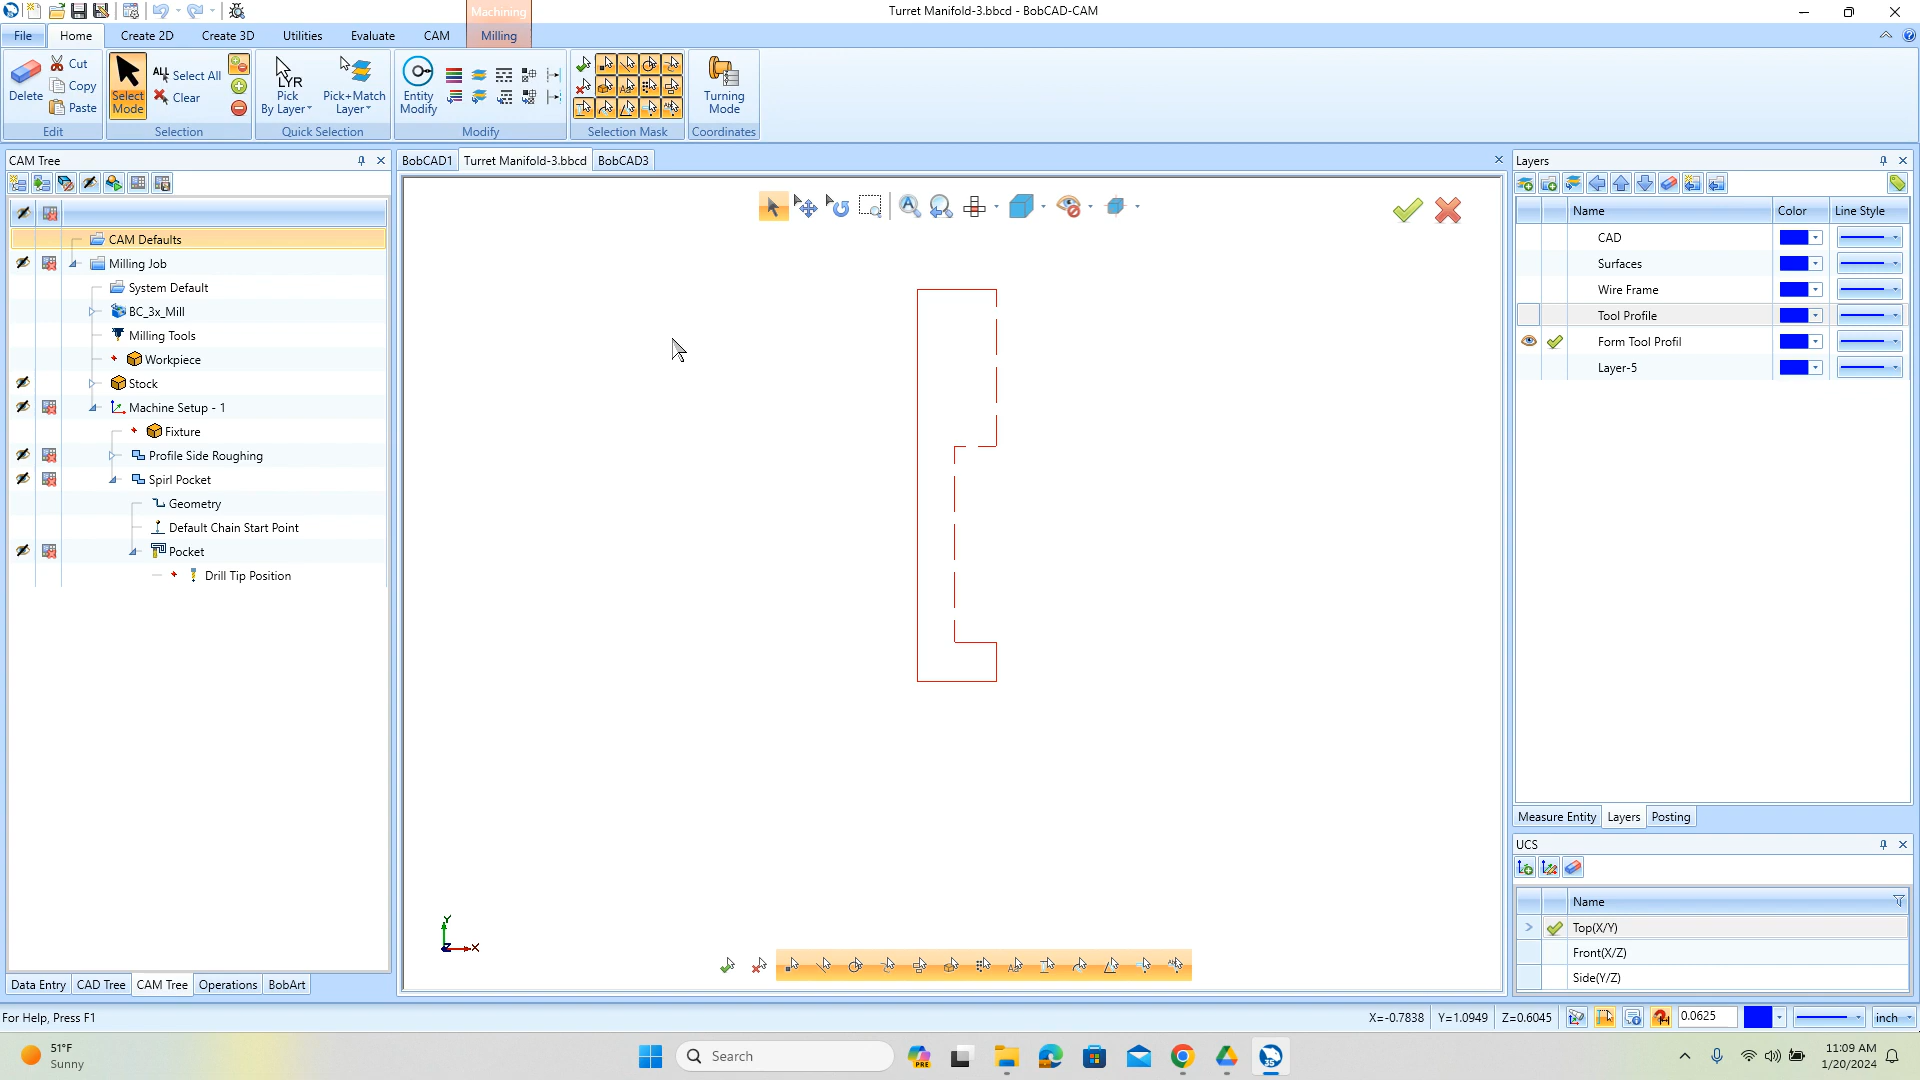 Turret Manifold-3.bbcd - BobCAD-CAM
Machining
File Home Create 2D Create 3D Utilities Evaluate CAM Milling
Delete
Cut
Copy
Paste
Edit
Select Mode
ALL Select All
Clear
Selection
LYR
Pick By Layer
Pick+Match Layer
Quick Selection
Entity Modify
Modify
Selection Mask
Turning Mode
Coordinates
CAM Tree
BobCAD1 Turret Manifold-3.bbcd BobCAD3
CAM Defaults
Milling Job
System Default
BC_3x_Mill
Milling Tools
Workpiece
Stock
Machine Setup - 1
Fixture
Profile Side Roughing
Spirl Pocket
Geometry
Default Chain Start Point
Pocket
Drill Tip Position
Data Entry CAD Tree CAM Tree Operations BobArt
Y
Z X
Layers
Name Color Line Style
CAD
Surfaces
Wire Frame
Tool Profile
Form Tool Profil
Layer-5
Measure Entity Layers Posting
UCS
Name
Top(X/Y)
Front(X/Z)
Side(Y/Z)
For Help, Press F1
X=-0.7838 Y=1.0949 Z=0.6045 0.0625 inch
51°F
Sunny
Search
PRE
35
11:09 AM
1/20/2024